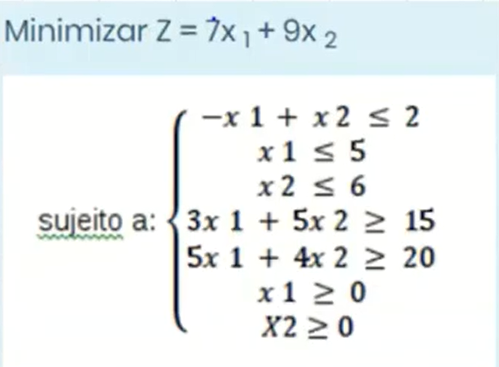 Minimizar Z = 7x 1 + 9x 2
-x 1 + x 2 ≤ 2
x 1 ≤ 5
x 2 ≤ 6
sujeito a: 3x 1 + 5x 2 ≥ 15
5x 1 + 4x 2 ≥ 20
x 1 ≥ 0
X2 ≥ 0